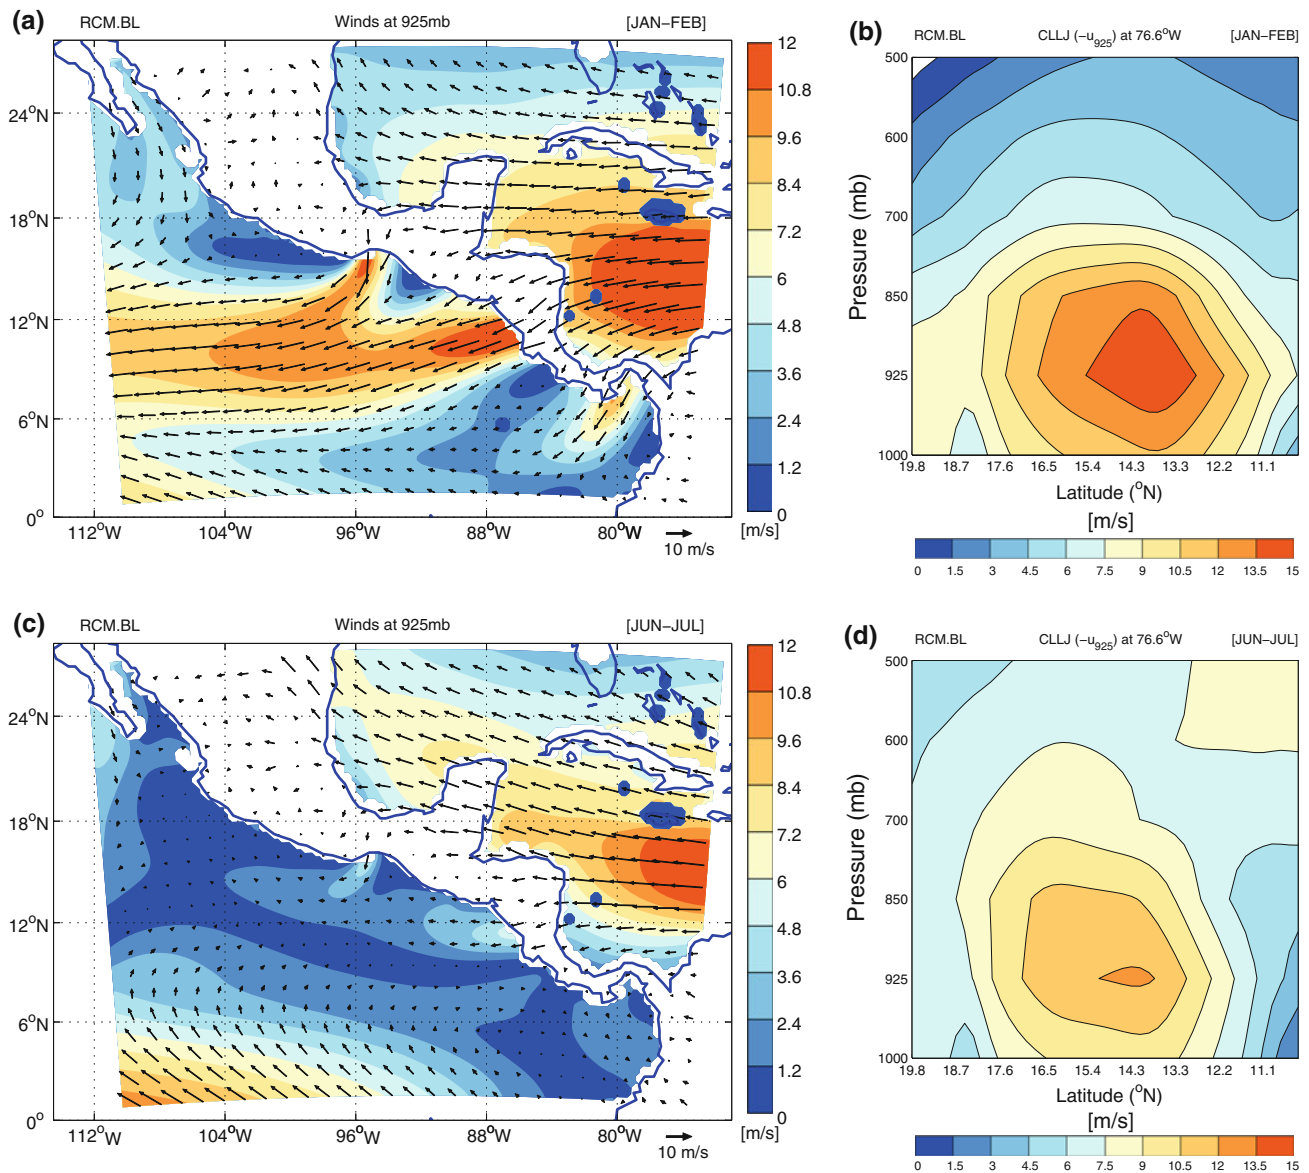 (a) RCM.BL Winds at 925mb [JAN–FEB]
24°N
18°N
12°N
6°N
0°
112°W 104°W 96°W 88°W 80°W
10 m/s
12
10.8
9.6
8.4
7.2
6
4.8
3.6
2.4
1.2
0
[m/s]
(b) RCM.BL CLLJ (−u925) at 76.6°W [JAN–FEB]
Pressure (mb)
500
600
700
850
925
1000
19.8 18.7 17.6 16.5 15.4 14.3 13.3 12.2 11.1
Latitude (°N)
[m/s]
0 1.5 3 4.5 6 7.5 9 10.5 12 13.5 15
(c) RCM.BL Winds at 925mb [JUN–JUL]
24°N
18°N
12°N
6°N
0°
112°W 104°W 96°W 88°W 80°W
10 m/s
12
10.8
9.6
8.4
7.2
6
4.8
3.6
2.4
1.2
0
[m/s]
(d) RCM.BL CLLJ (−u925) at 76.6°W [JUN–JUL]
Pressure (mb)
500
600
700
850
925
1000
19.8 18.7 17.6 16.5 15.4 14.3 13.3 12.2 11.1
Latitude (°N)
[m/s]
0 1.5 3 4.5 6 7.5 9 10.5 12 13.5 15